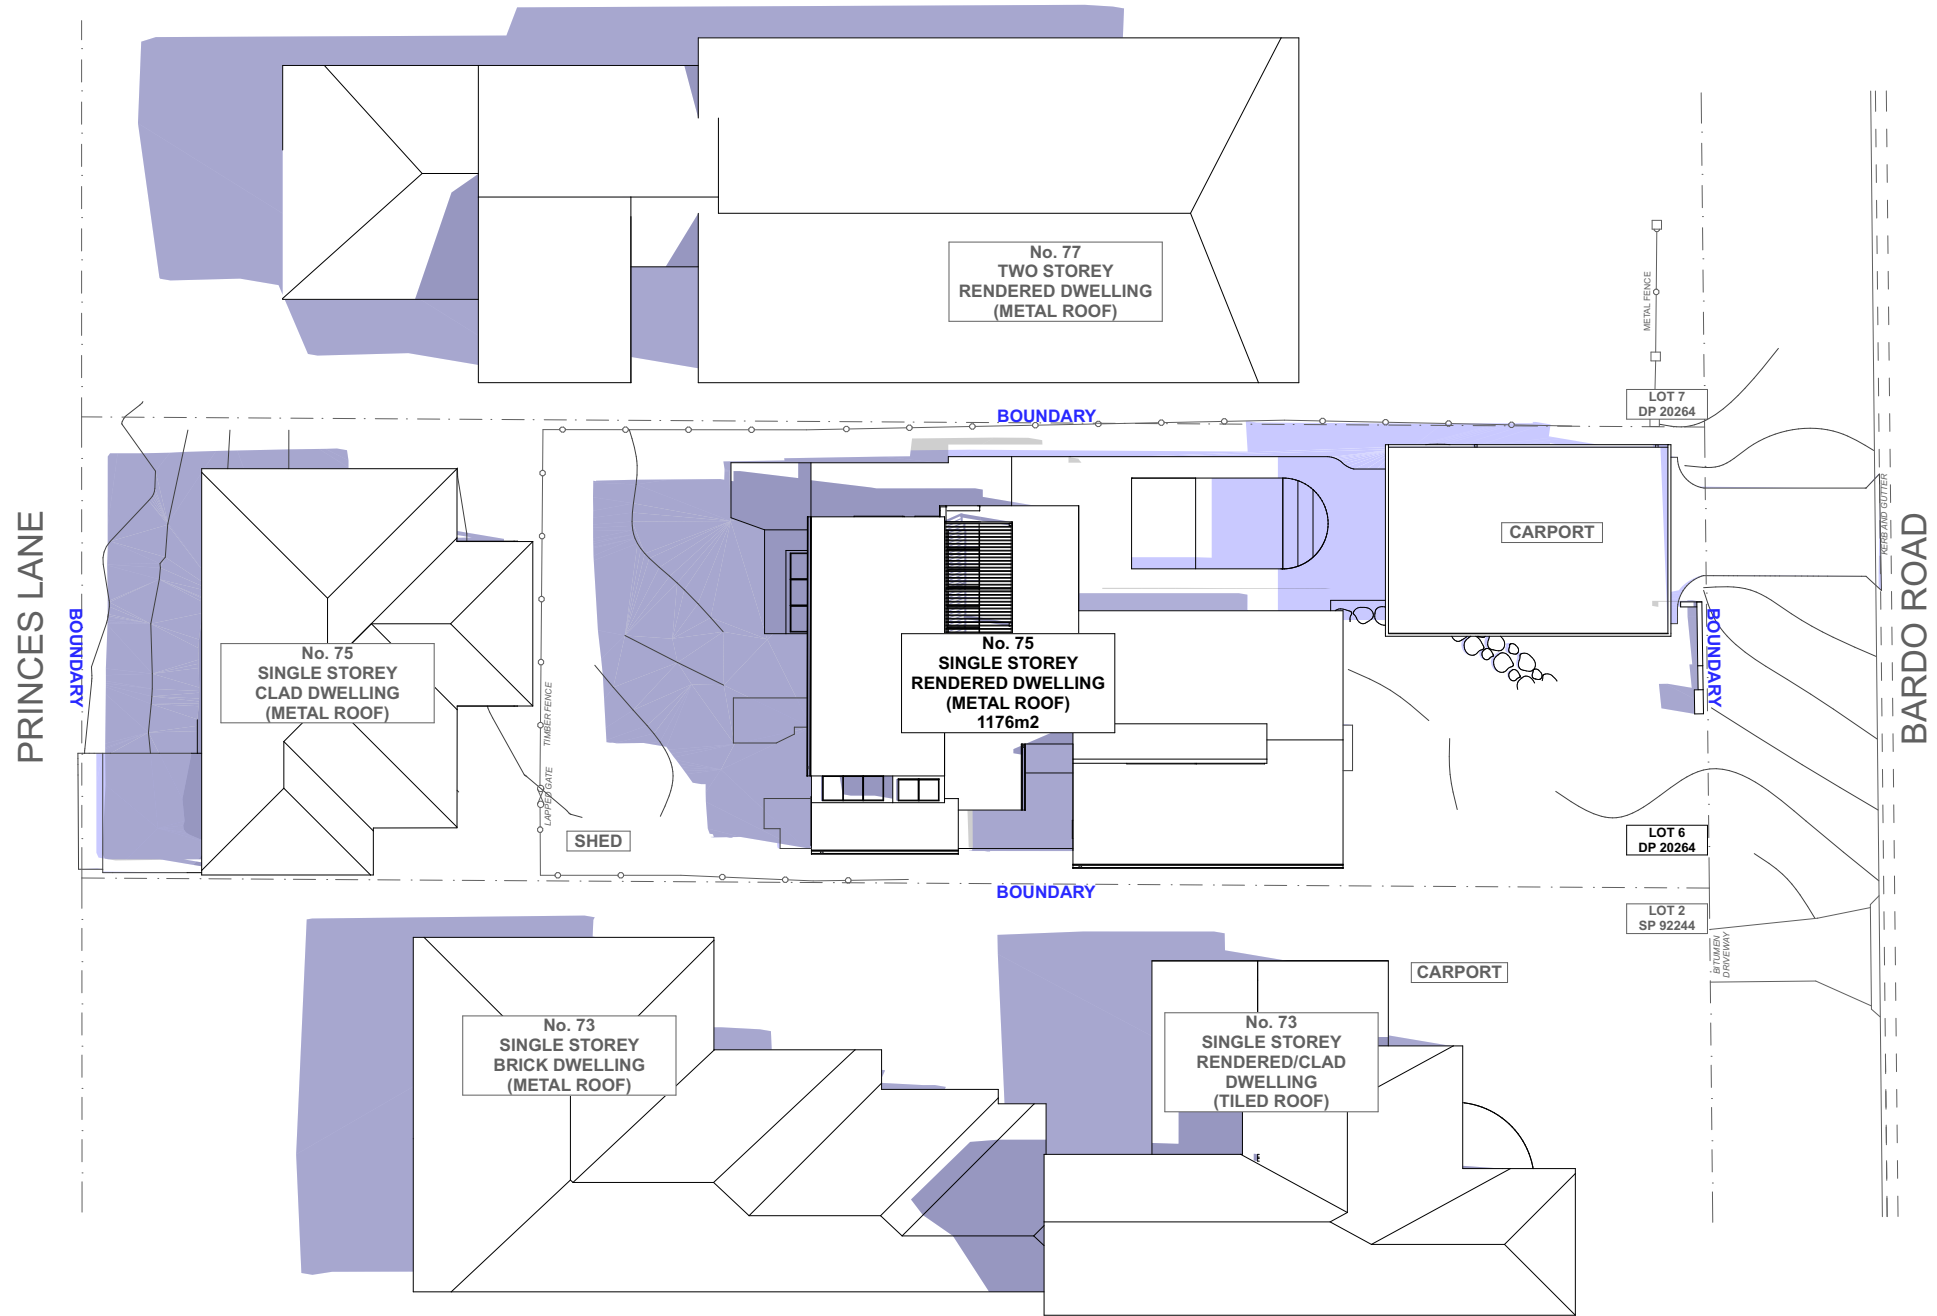 No. 77
TWO STOREY
RENDERED DWELLING
(METAL ROOF)
METAL FENCE
LOT 7
DP 20264
BOUNDARY
PRINCES LANE
BOUNDARY
No. 75
SINGLE STOREY
CLAD DWELLING
(METAL ROOF)
TIMBER FENCE
LAPPED GATE
SHED
No. 75
SINGLE STOREY
RENDERED DWELLING
(METAL ROOF)
1176m2
CARPORT
KERB AND GUTTER
BOUNDARY
BARDO ROAD
LOT 6
DP 20264
BOUNDARY
LOT 2
SP 92244
BITUMEN
DRIVEWAY
CARPORT
No. 73
SINGLE STOREY
BRICK DWELLING
(METAL ROOF)
No. 73
SINGLE STOREY
RENDERED/CLAD
DWELLING
(TILED ROOF)